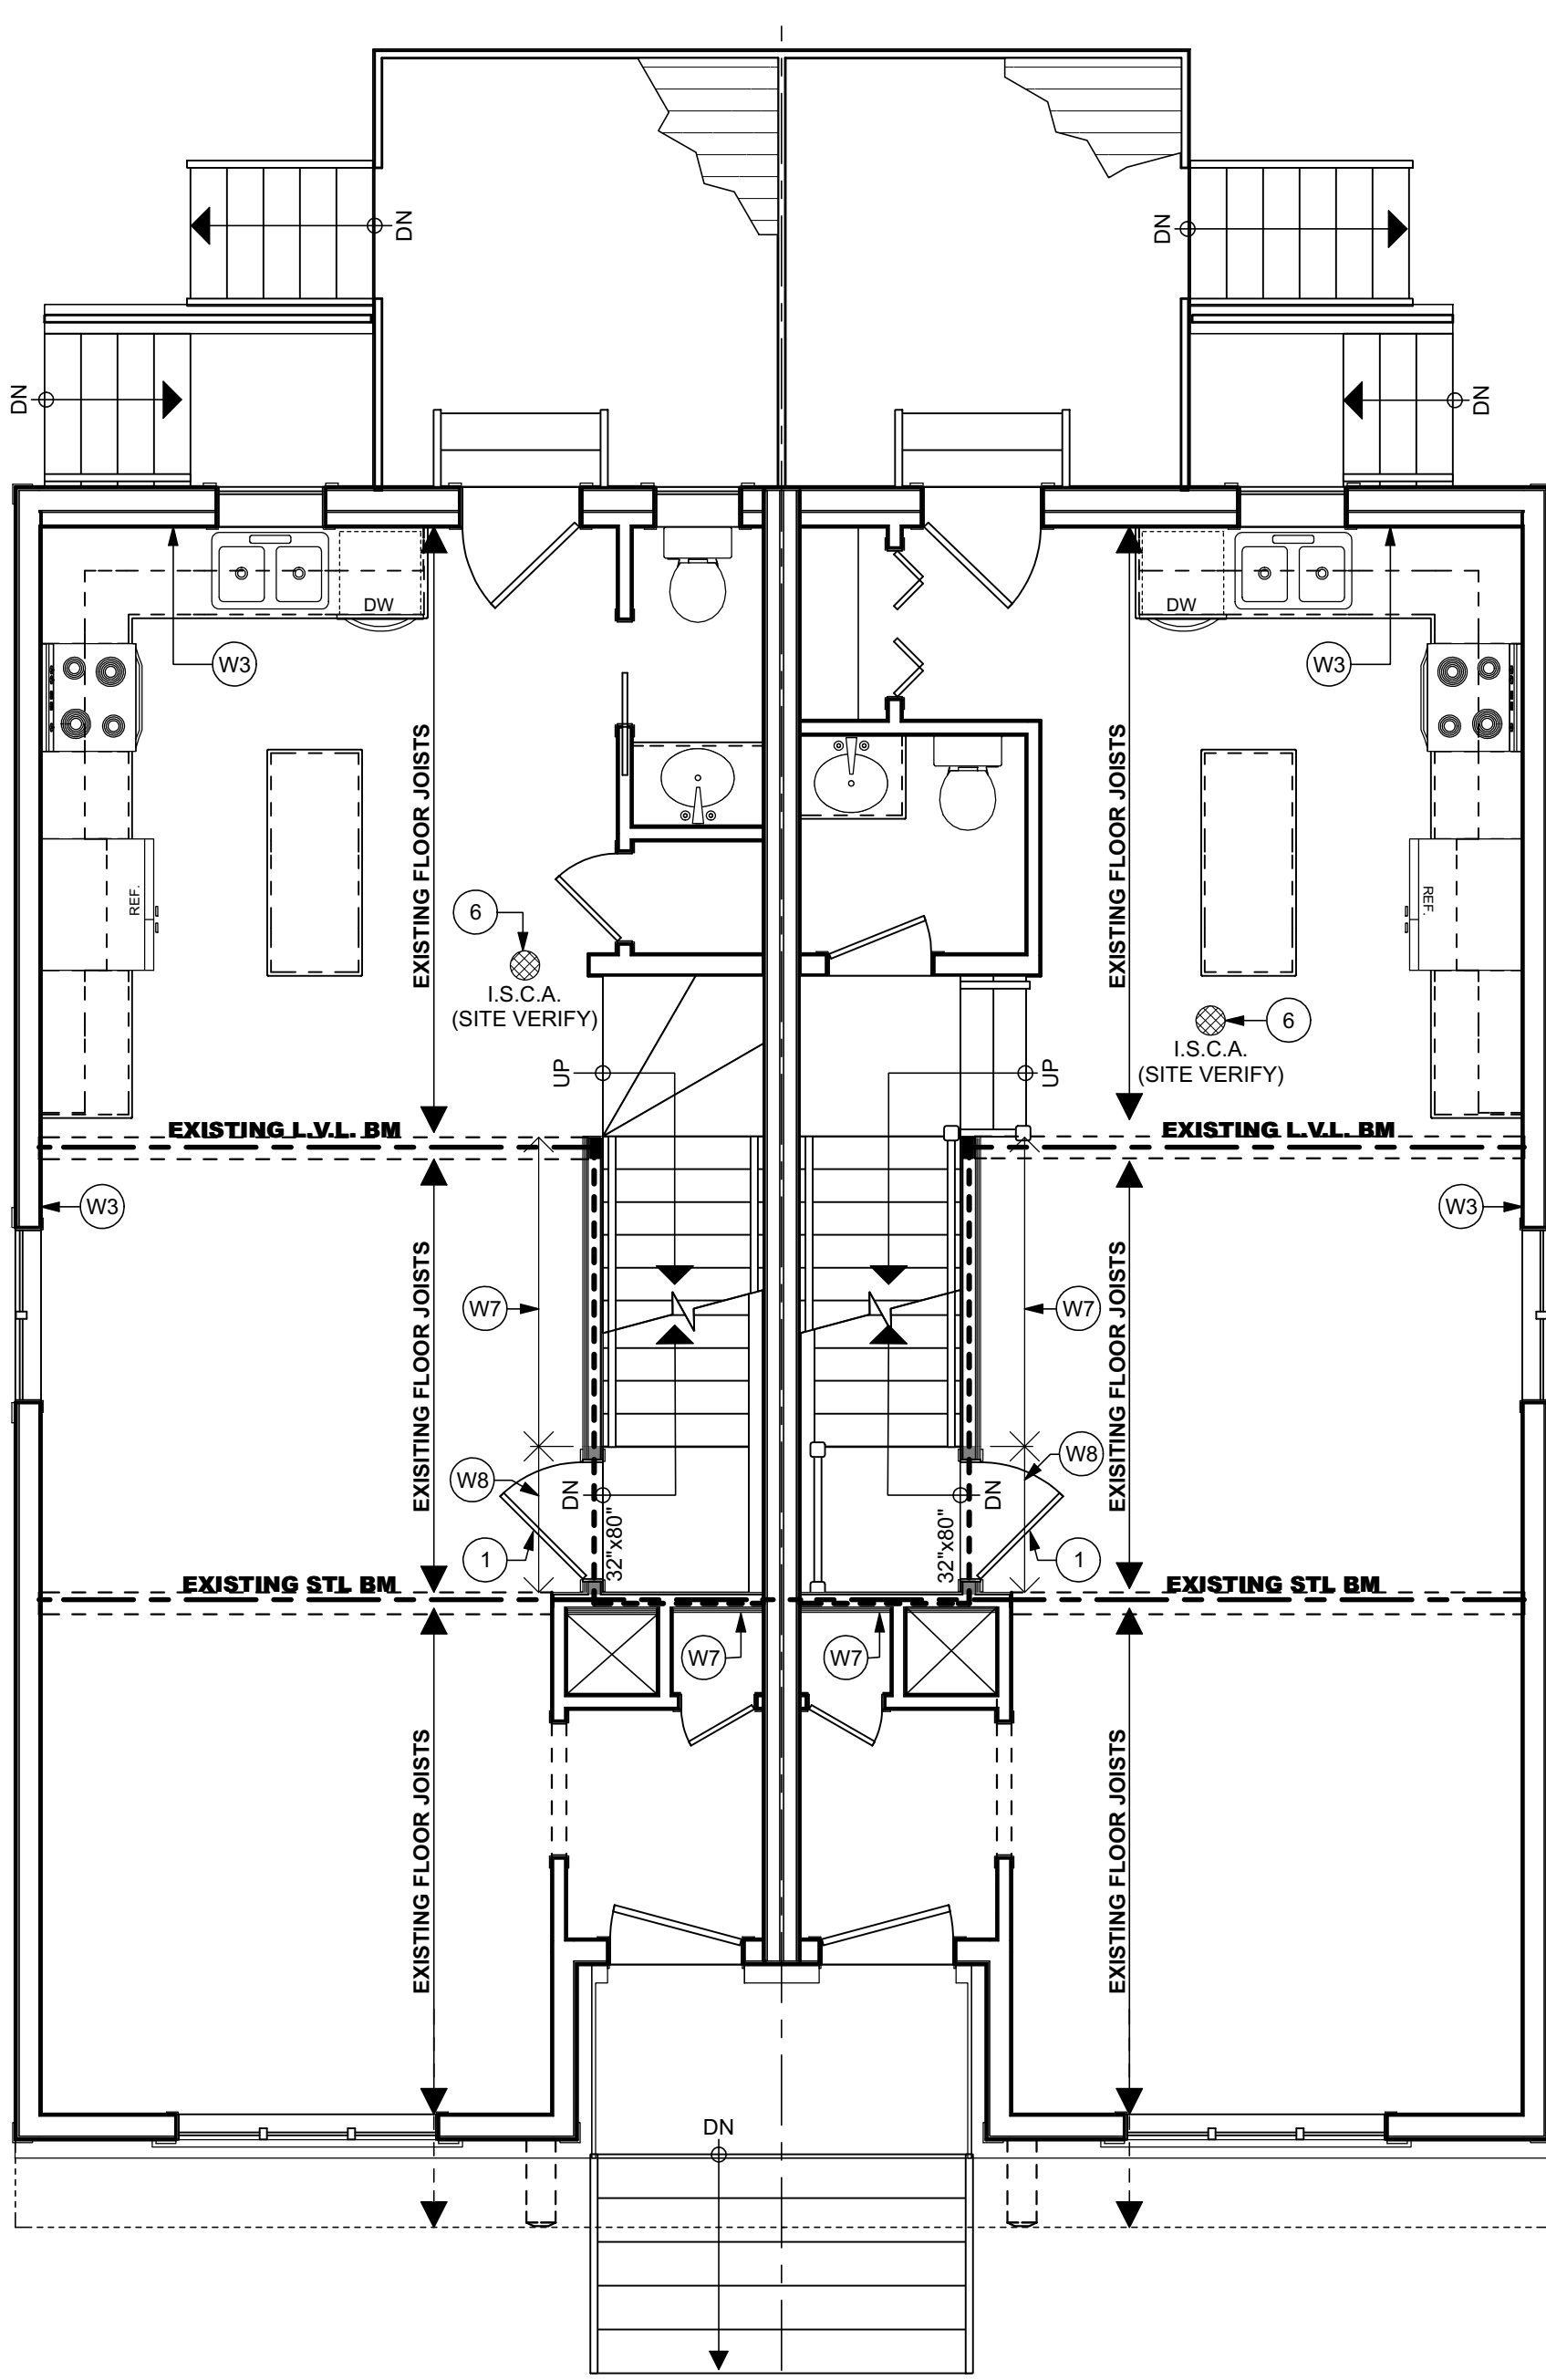 DN
DN
DN
DN
DW
DW
W3
W3
EXISTING FLOOR JOISTS
EXISTING FLOOR JOISTS
REF.
REF.
6
I.S.C.A.
(SITE VERIFY)
6
I.S.C.A.
(SITE VERIFY)
UP
UP
EXISTING L.V.L. BM
EXISTING L.V.L. BM
W3
W3
EXISITING FLOOR JOISTS
EXISITING FLOOR JOISTS
W7
W7
W8
W8
DN
DN
32"x80"
32"x80"
1
1
EXISTING STL BM
EXISTING STL BM
W7
W7
EXISTING FLOOR JOISTS
EXISTING FLOOR JOISTS
DN